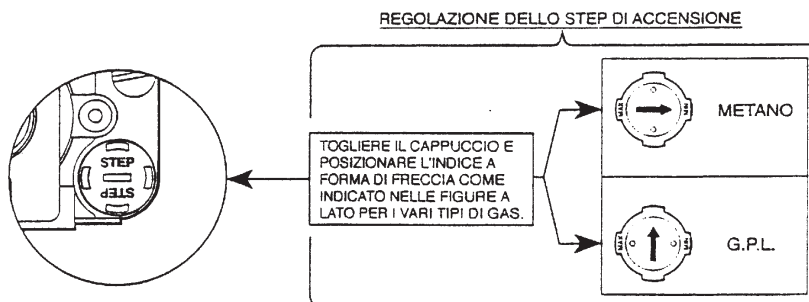 REGOLAZIONE DELLO STEP DI ACCENSIONE
STEP
STEP
TOGLIERE IL CAPPUCCIO E
POSIZIONARE L'INDICE A
FORMA DI FRECCIA COME
INDICATO NELLE FIGURE A
LATO PER I VARI TIPI DI GAS.
MAX
MIN
METANO
MAX
MIN
G.P.L.